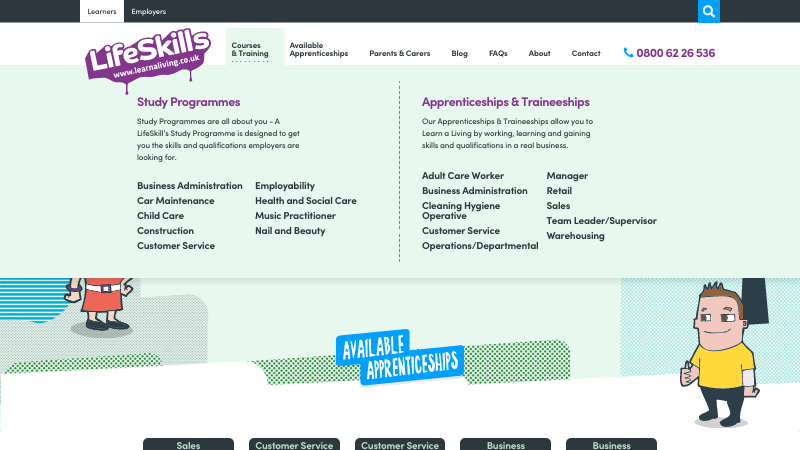 Learners
Employers
LifeSkills
www.learnaliving.co.uk
Courses
& Training
Available
Apprenticeships
Parents & Carers
Blog
FAQs
About
Contact
0800 62 26 536
Study Programmes
Study Programmes are all about you - A
LifeSkill's Study Programme is designed to get
you the skills and qualifications employers are
looking for.
Business Administration
Car Maintenance
Child Care
Construction
Customer Service
Employability
Health and Social Care
Music Practitioner
Nail and Beauty
Apprenticeships & Traineeships
Our Apprenticeships & Traineeships allow you to
Learn a Living by working, learning and gaining
skills and qualifications in a real business.
Adult Care Worker
Business Administration
Cleaning Hygiene
Operative
Customer Service
Operations/Departmental
Manager
Retail
Sales
Team Leader/Supervisor
Warehousing
AVAILABLE
APPRENTICESHIPS
Sales
Customer Service
Customer Service
Business
Business